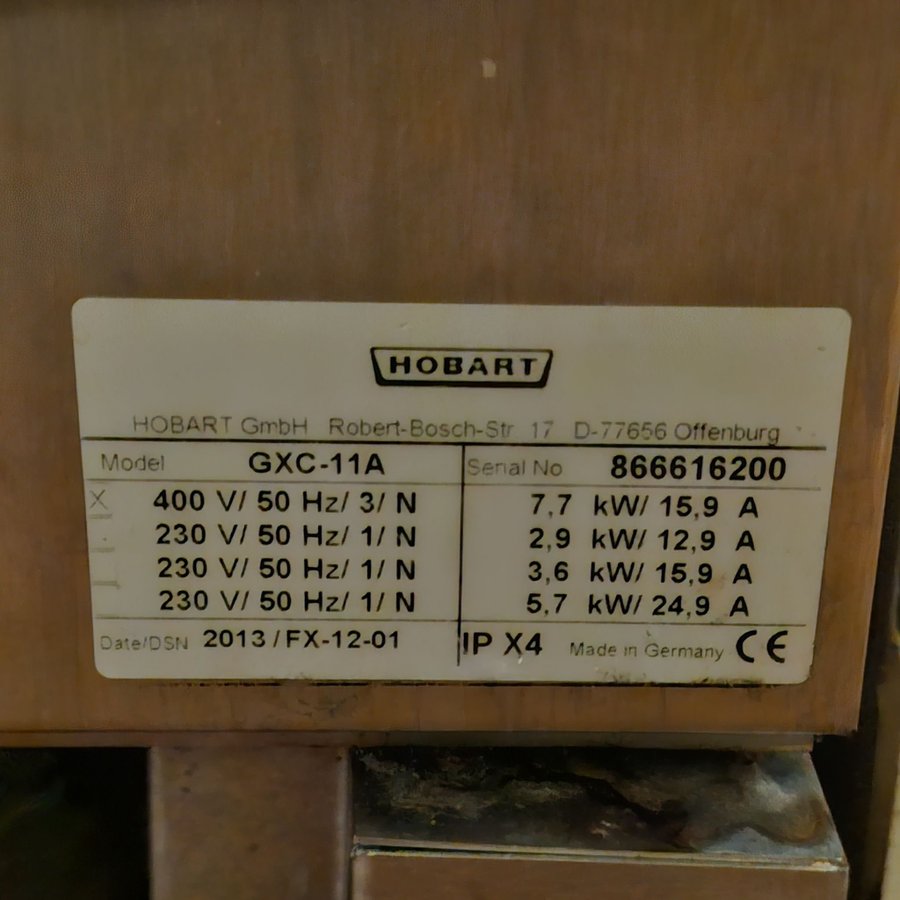 HOBART
HOBART GmbH Robert-Bosch-Str. 17 D-77656 Offenburg
Model GXC-11A Serial No 866616200
X 400 V/ 50 Hz/ 3/ N 7,7 kW/ 15,9 A
230 V/ 50 Hz/ 1/ N 2,9 kW/ 12,9 A
230 V/ 50 Hz/ 1/ N 3,6 kW/ 15,9 A
230 V/ 50 Hz/ 1/ N 5,7 kW/ 24,9 A
Date/DSN 2013/FX-12-01 IP X4 Made in Germany CE